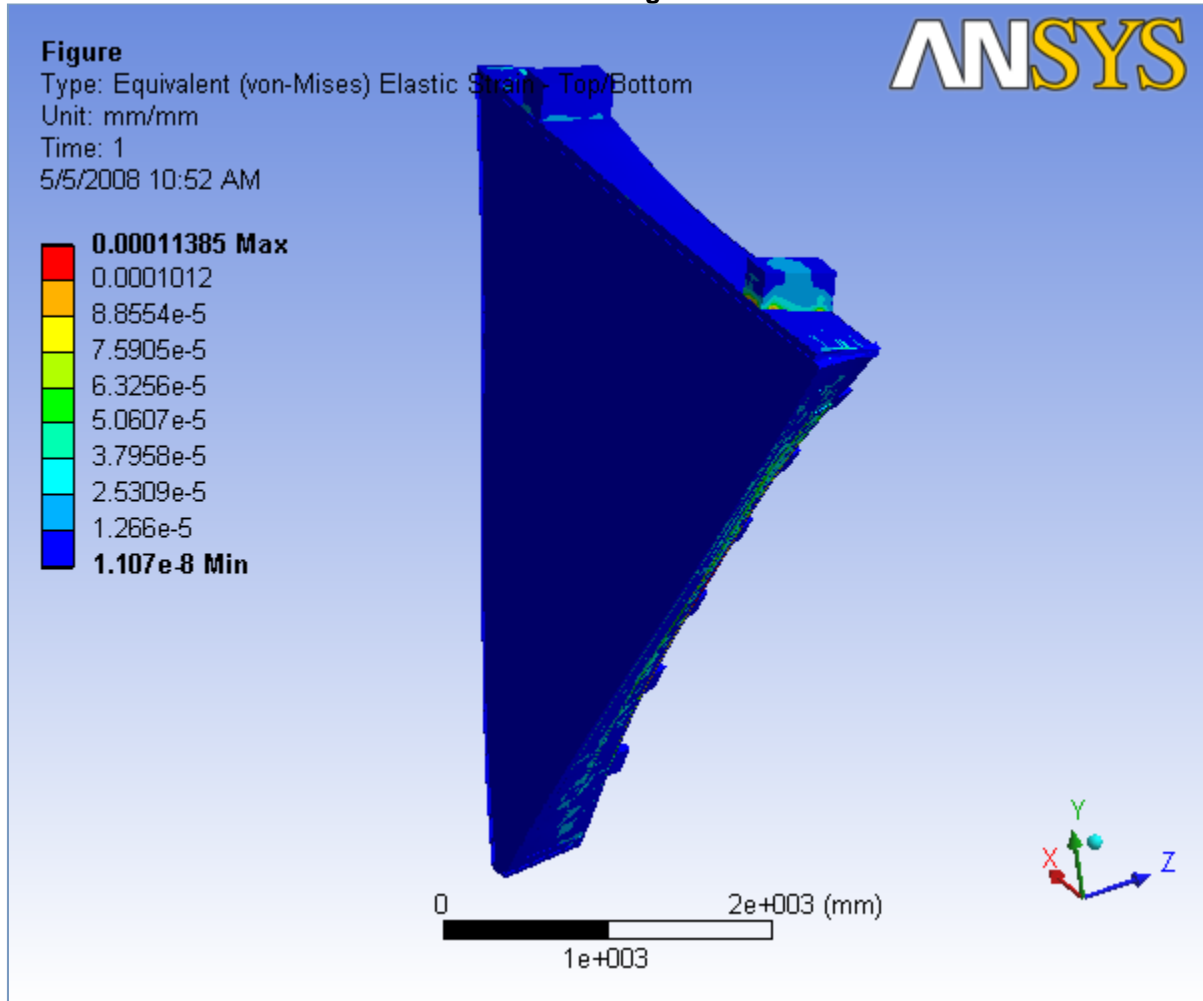 Figure
Type: Equivalent (von-Mises) Elastic Strain - Top/Bottom
Unit: mm/mm
Time: 1
5/5/2008 10:52 AM
ANSYS
0.00011385 Max
0.0001012
8.8554e-5
7.5905e-5
6.3256e-5
5.0607e-5
3.7958e-5
2.5309e-5
1.266e-5
1.107e-8 Min
Y
X
Z
0
2e+003 (mm)
1e+003